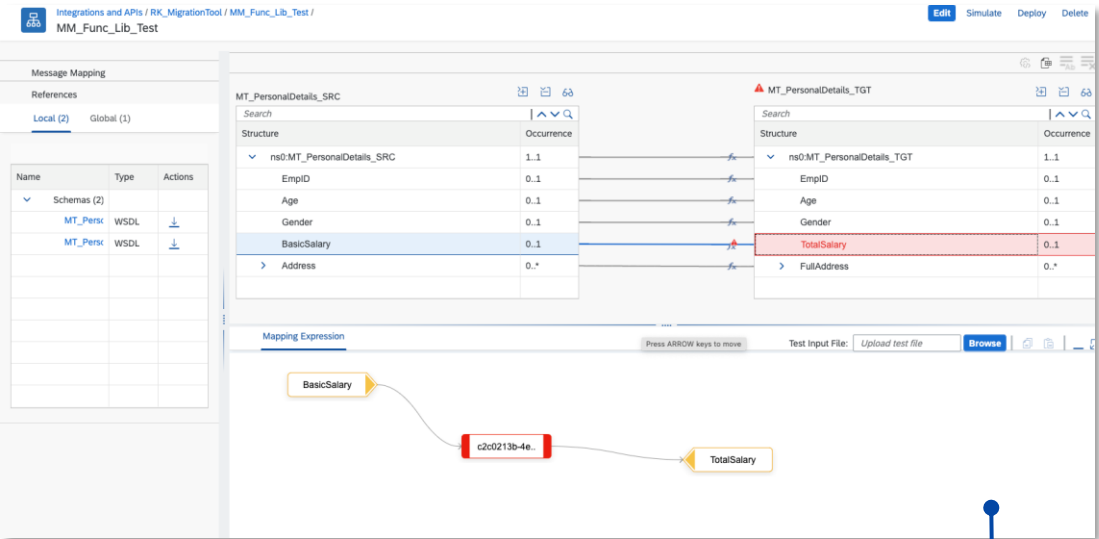 Integrations and APIs / RK_MigrationTool / MM_Func_Lib_Test /
MM_Func_Lib_Test
Edit Simulate Deploy Delete
Message Mapping
References
Local (2) Global (1)
Name Type Actions
Schemas (2)
MT_Persc WSDL
MT_Persc WSDL
MT_PersonalDetails_SRC
Search
Structure Occurrence
ns0:MT_PersonalDetails_SRC 1..1
EmpID 0..1
Age 0..1
Gender 0..1
BasicSalary 0..1
Address 0..*
MT_PersonalDetails_TGT
Search
Structure Occurrence
ns0:MT_PersonalDetails_TGT 1..1
EmpID 0..1
Age 0..1
Gender 0..1
TotalSalary 0..1
FullAddress 0..*
Mapping Expression
Press ARROW keys to move
Test Input File: Upload test file Browse
BasicSalary
c2c0213b-4e..
TotalSalary